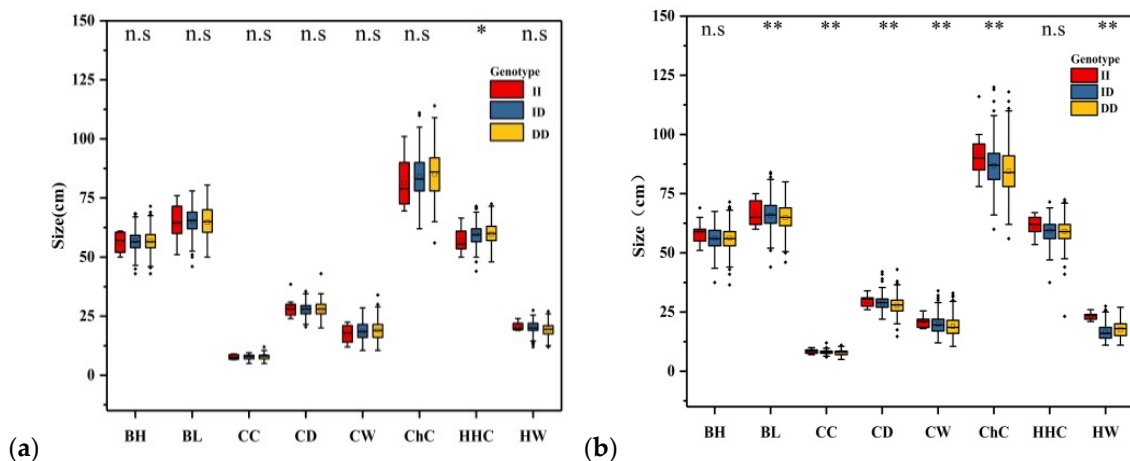 (a)
150
125
100
75
50
25
0
Size(cm)
n.s n.s n.s n.s n.s n.s * n.s
Genotype
II
ID
DD
BH BL CC CD CW ChC HHC HW
(b)
150
125
100
75
50
25
0
Size（cm）
n.s ** ** ** ** ** n.s **
Genotype
II
ID
DD
BH BL CC CD CW ChC HHC HW